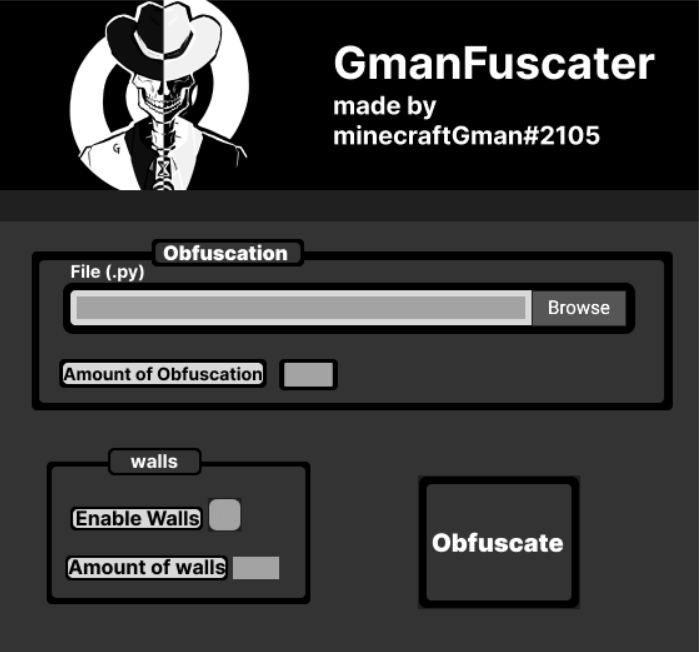 GmanFuscater
made by
minecraftGman#2105
Obfuscation
File (.py)
Browse
Amount of Obfuscation
walls
Enable Walls
Amount of walls
Obfuscate
G